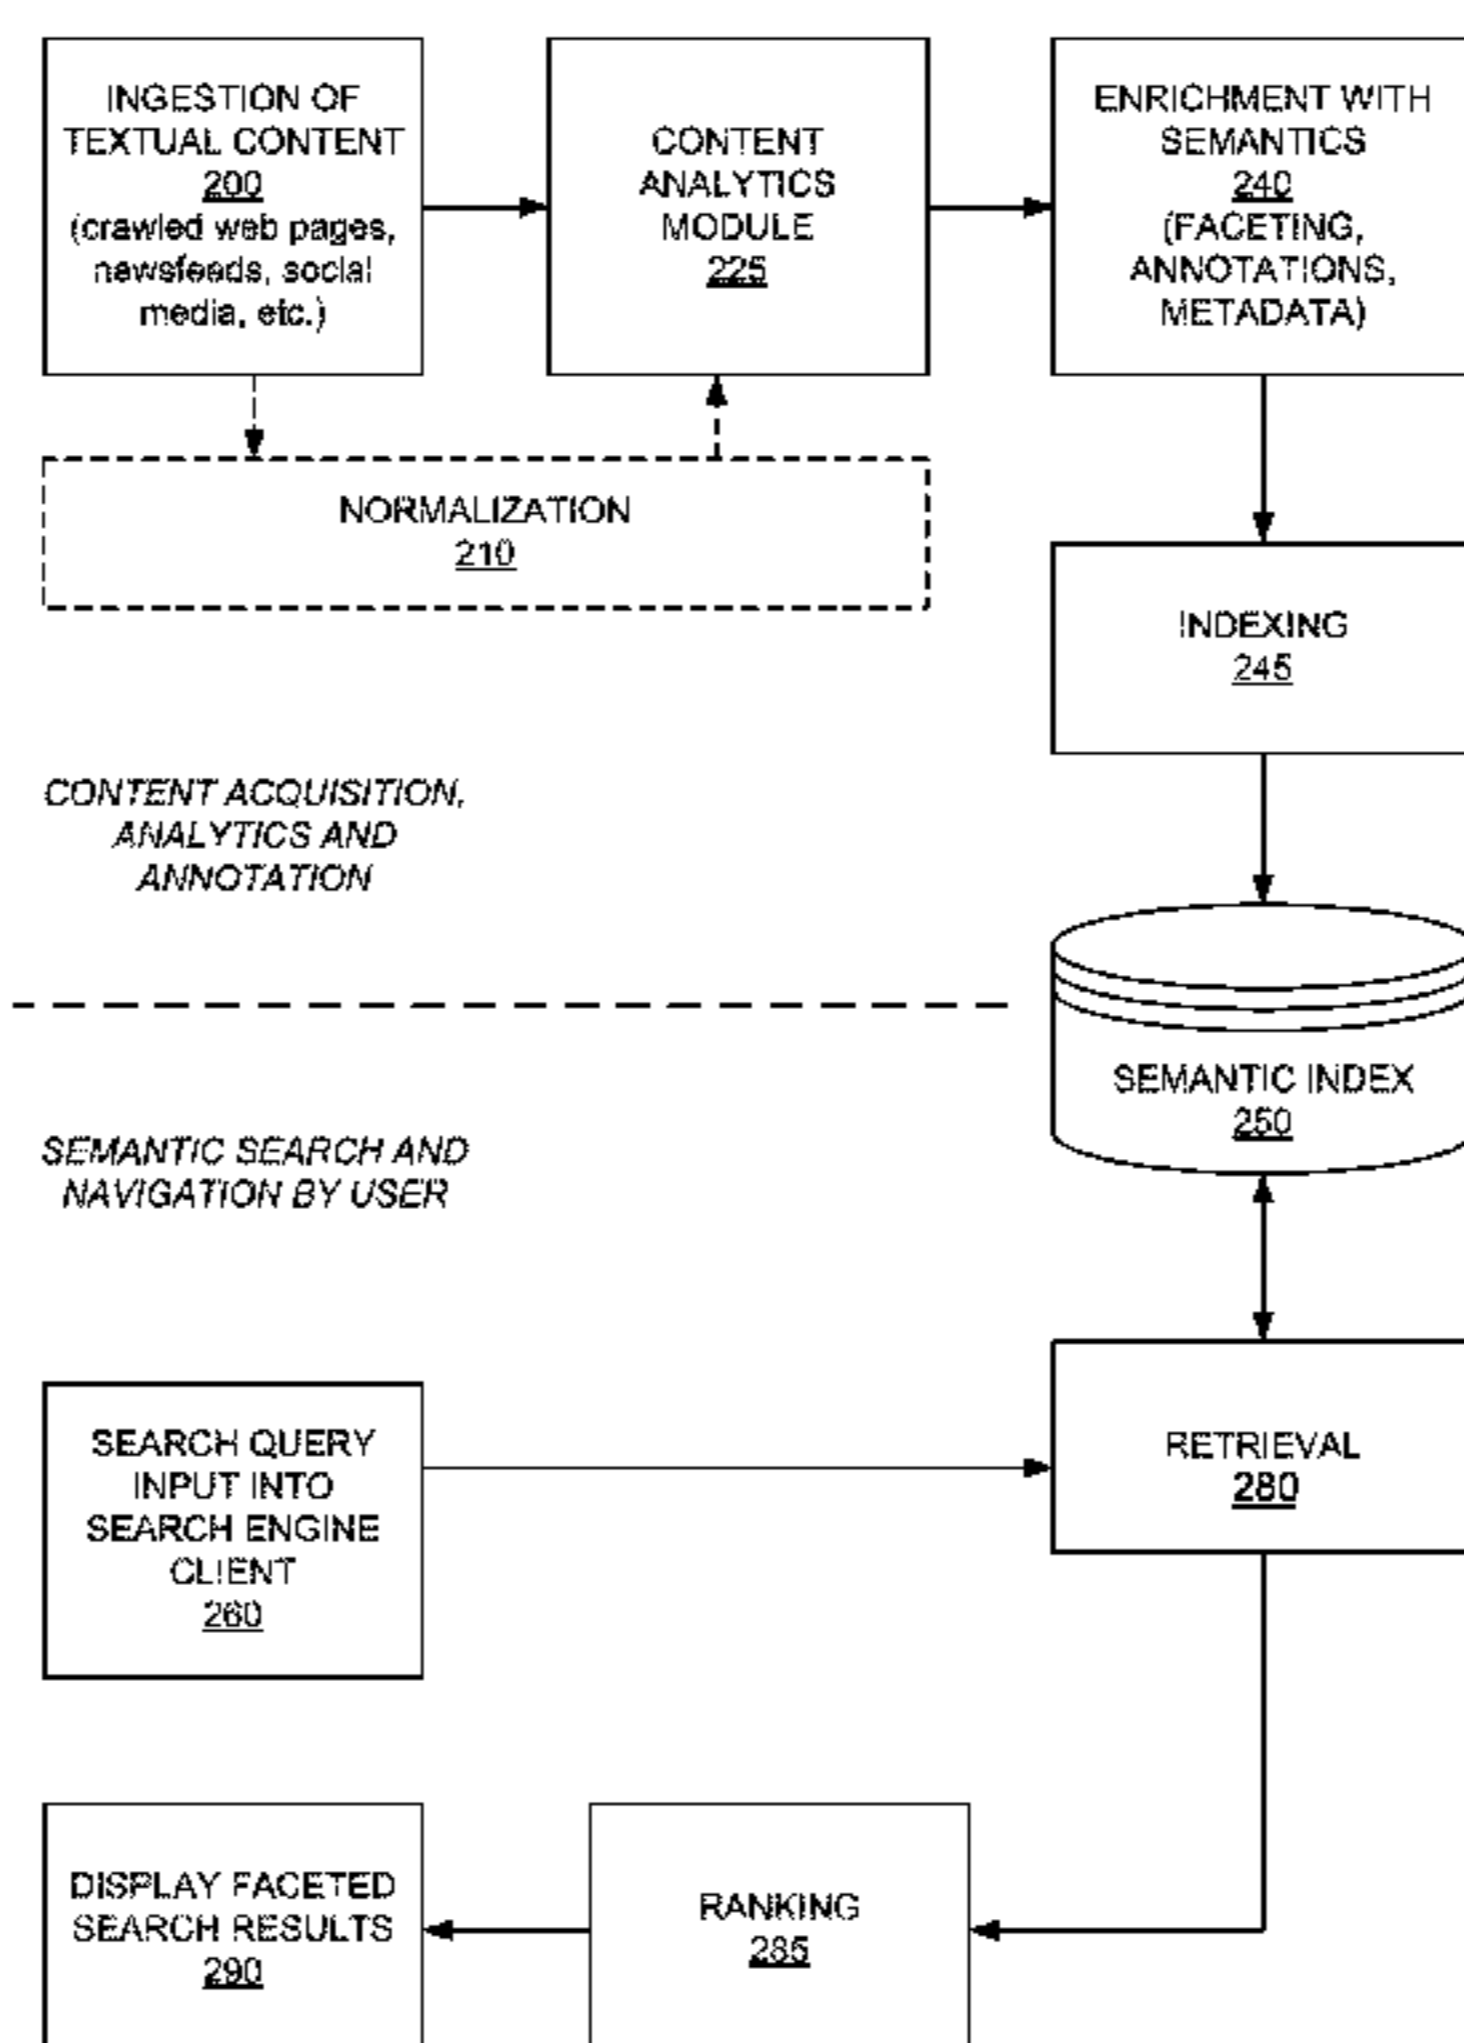 INGESTION OF
TEXTUAL CONTENT
200
(crawled web pages,
newsfeeds, social
media, etc.)
CONTENT
ANALYTICS
MODULE
225
ENRICHMENT WITH
SEMANTICS
240
(FACETING,
ANNOTATIONS,
METADATA)
NORMALIZATION
210
INDEXING
245
CONTENT ACQUISITION,
ANALYTICS AND
ANNOTATION
SEMANTIC INDEX
250
SEMANTIC SEARCH AND
NAVIGATION BY USER
SEARCH QUERY
INPUT INTO
SEARCH ENGINE
CLIENT
260
RETRIEVAL
280
DISPLAY FACETED
SEARCH RESULTS
290
RANKING
285